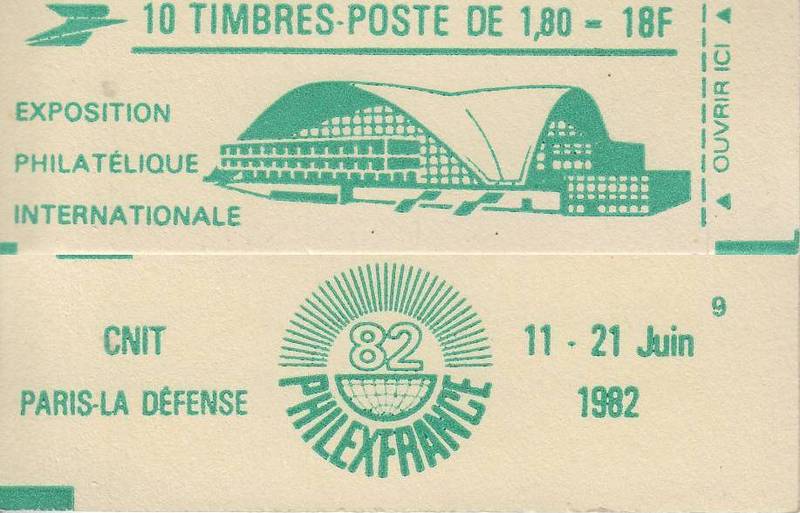 10 TIMBRES-POSTE DE 1,80 = 18F
EXPOSITION
PHILATÉLIQUE
INTERNATIONALE
OUVRIR ICI
9
CNIT
PARIS-LA DÉFENSE
82
PHILEXFRANCE
11 - 21 Juin
1982